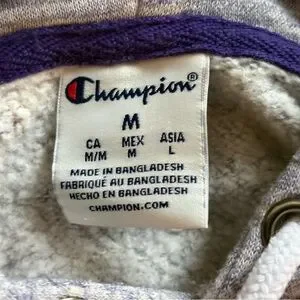 Champion®
M
CA MEX ASIA
M/M M L
MADE IN BANGLADESH
FABRIQUÉ AU BANGLADESH
HECHO EN BANGLADESH
CHAMPION.COM